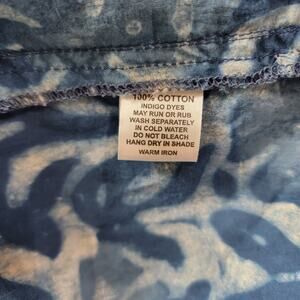 100% COTTON
INDIGO DYES
MAY RUN OR RUB
WASH SEPARATELY
IN COLD WATER
DO NOT BLEACH
HANG DRY IN SHADE
WARM IRON